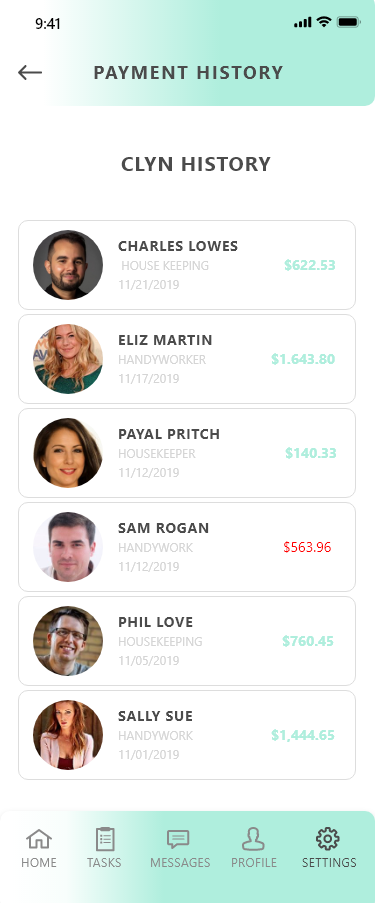 9:41
PAYMENT HISTORY
CLYN HISTORY
CHARLES LOWES
HOUSE KEEPING
$622.53
11/21/2019
ELIZ MARTIN
HANDYWORKER
$1.643.80
11/17/2019
PAYAL PRITCH
HOUSEKEEPER
$140.33
11/12/2019
SAM ROGAN
HANDYWORK
$563.96
11/12/2019
PHIL LOVE
HOUSEKEEPING
$760.45
11/05/2019
SALLY SUE
HANDYWORK
$1,444.65
11/01/2019
HOME TASKS MESSAGES PROFILE SETTINGS